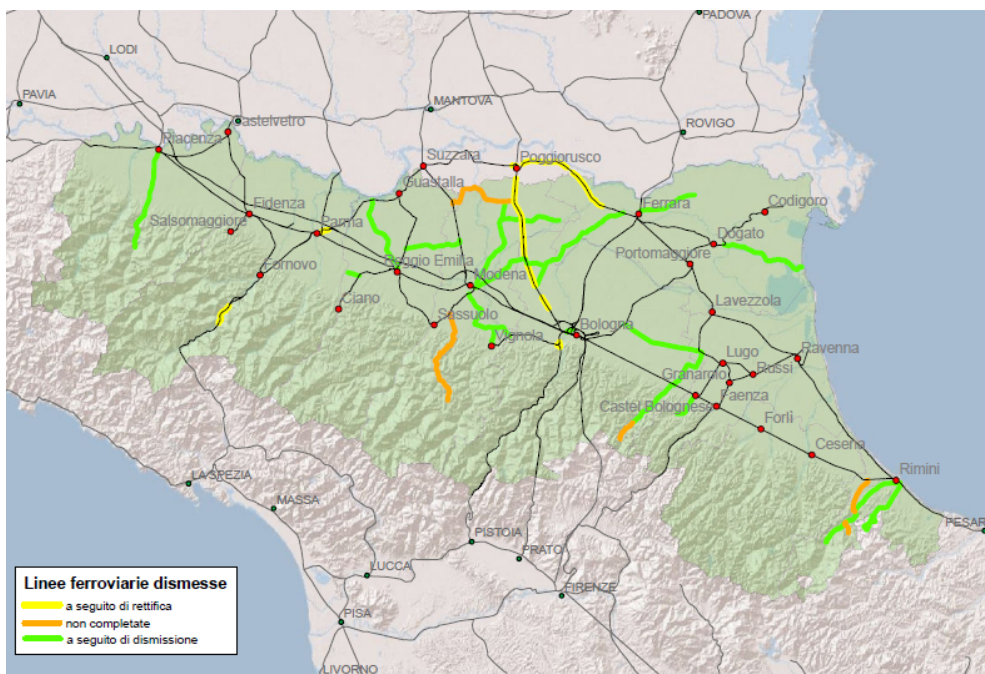 PADOVA
LODI
PAVIA
MANTOVA
Castelvetro
ROVIGO
Piacenza
Suzzara
Poggiorusco
Guastalla
Codigoro
Fidenza
Ferrara
Salsomaggiore
Parma
Dogato
Portomaggiore
Fornovo
Reggio Emilia
Modena
Ciano
Lavezzola
Sassuolo
Bologna
Vignola
Lugo
Ravenna
Granarolo
Russi
Castel Bolognese
Faenza
Forlì
Cesena
Rimini
LA SPEZIA
MASSA
PESAR
PISTOIA
PRATO
LUCCA
FIRENZE
PISA
LIVORNO
Linee ferroviarie dismesse
a seguito di rettifica
non completate
a seguito di dismissione